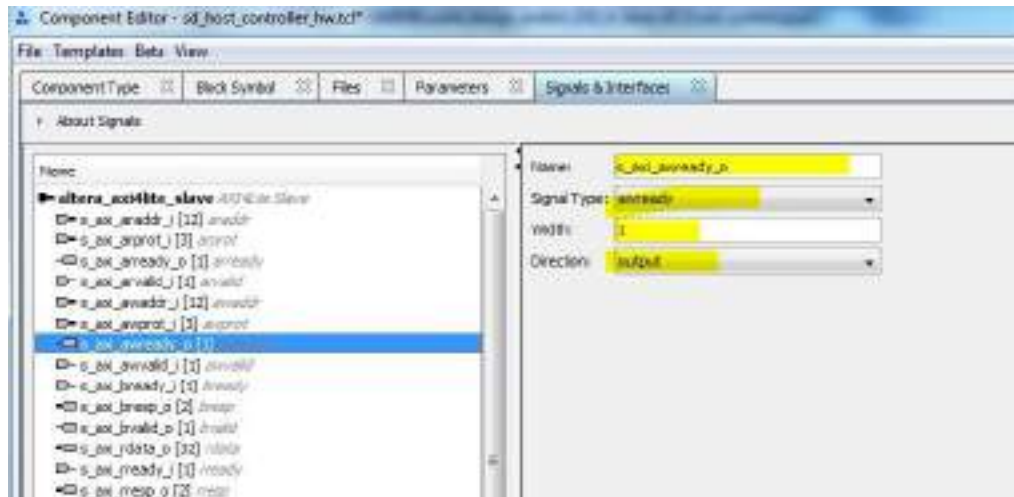 Component Editor - sd_host_controller_hw.tcl*
File Templates Beta View
Component Type Block Symbol Files Parameters Signals & Interfaces
About Signals
Name
altera_axi4lite_slave AXI4Lite Slave
s_axi_araddr_i [12] araddr
s_axi_arprot_i [3] arprot
s_axi_arready_o [1] arready
s_axi_arvalid_i [1] arvalid
s_axi_awaddr_i [12] awaddr
s_axi_awprot_i [3] awprot
s_axi_awready_o [1]
s_axi_awvalid_i [1] awvalid
s_axi_bready_i [1] bready
s_axi_bresp_o [2] bresp
s_axi_bvalid_o [1] bvalid
s_axi_rdata_o [32] rdata
s_axi_rready_i [1] rready
s_axi_rresp_o [2] rresp
Name: s_axi_awready_o
Signal Type: awready
Width: 1
Direction: output